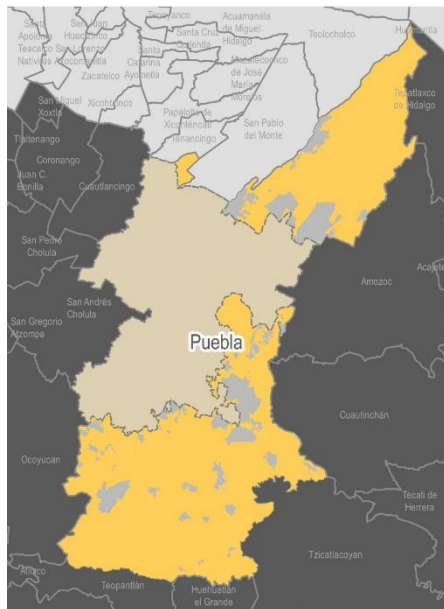 Tepeyanco
Acuamanala
de Miguel
Hidalgo
Santa
Apolonia
Teacalco
Nativitas
San Juan
Huactzinco
San Lorenzo
Axocomanitla
Santa Cruz
Quilehtla
Teolocholco
Huamantla
Santa
Catarina
Ayometla
Zacatelco
Mazatecochco
de José
María
Morelos
Tepatlaxco
de Hidalgo
San Miguel
Xoxtla
Xicohtzinco
Papalotla de
Xicohténcatl
Tenancingo
San Pablo
del Monte
Tlaltenango
Coronango
Juan C.
Bonilla
Cuautlancingo
San Pedro
Cholula
Amozoc
Acajete
San Andrés
Cholula
San Gregorio
Atzompa
Puebla
Cuautinchán
Ocoyucan
Tecali de
Herrera
Tzicatlacoyan
Atlixco
Teopantlán
Huehuetlán
el Grande